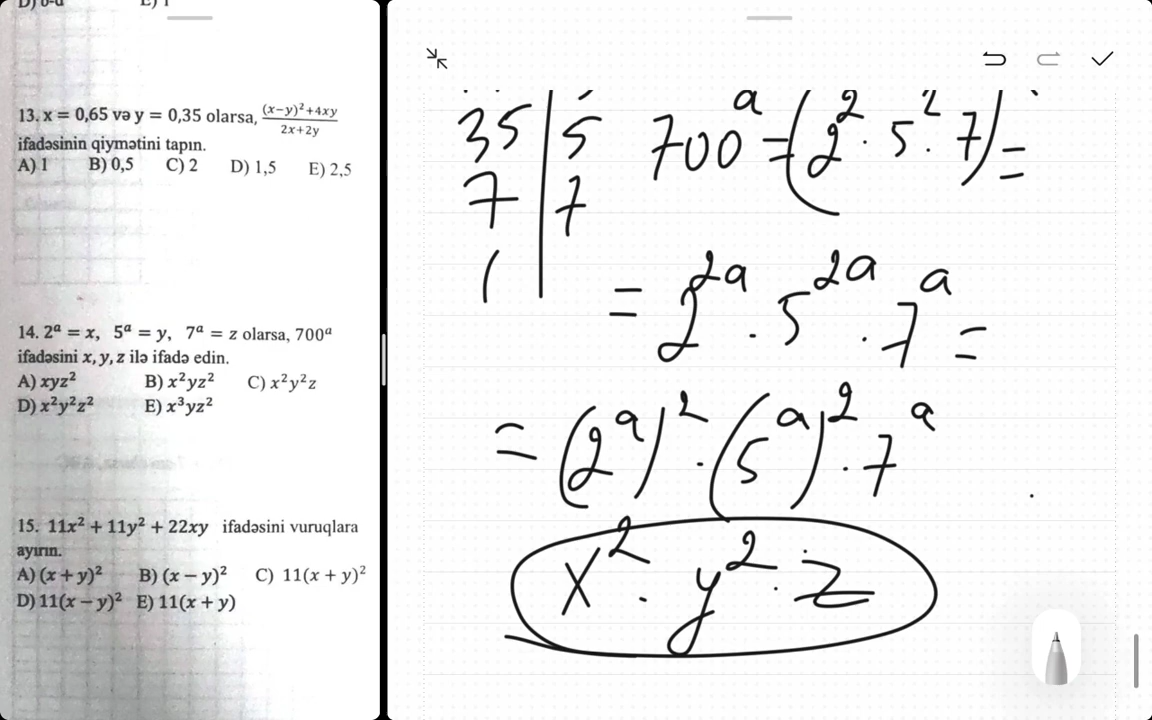 13. x = 0,65 və y = 0,35 olarsa, \frac{(x−y)²+4xy}{2x+2y}
ifadəsinin qiymətini tapın.
A) 1 B) 0,5 C) 2 D) 1,5 E) 2,5
14. 2ᵃ = x, 5ᵃ = y, 7ᵃ = z olarsa, 700ᵃ
ifadəsini x, y, z ilə ifadə edin.
A) xyz² B) x²yz² C) x²y²z
D) x²y²z² E) x³yz²
15. 11x² + 11y² + 22xy ifadəsini vuruqlara
ayırın.
A) (x + y)² B) (x − y)² C) 11(x + y)²
D) 11(x − y)² E) 11(x + y)
35 | 5
7 | 7
1 |
700ᵃ = (2² · 5² · 7) =
= 2²ᵃ · 5²ᵃ · 7ᵃ =
= (2ᵃ)² · (5ᵃ)² · 7ᵃ
x² · y² · z